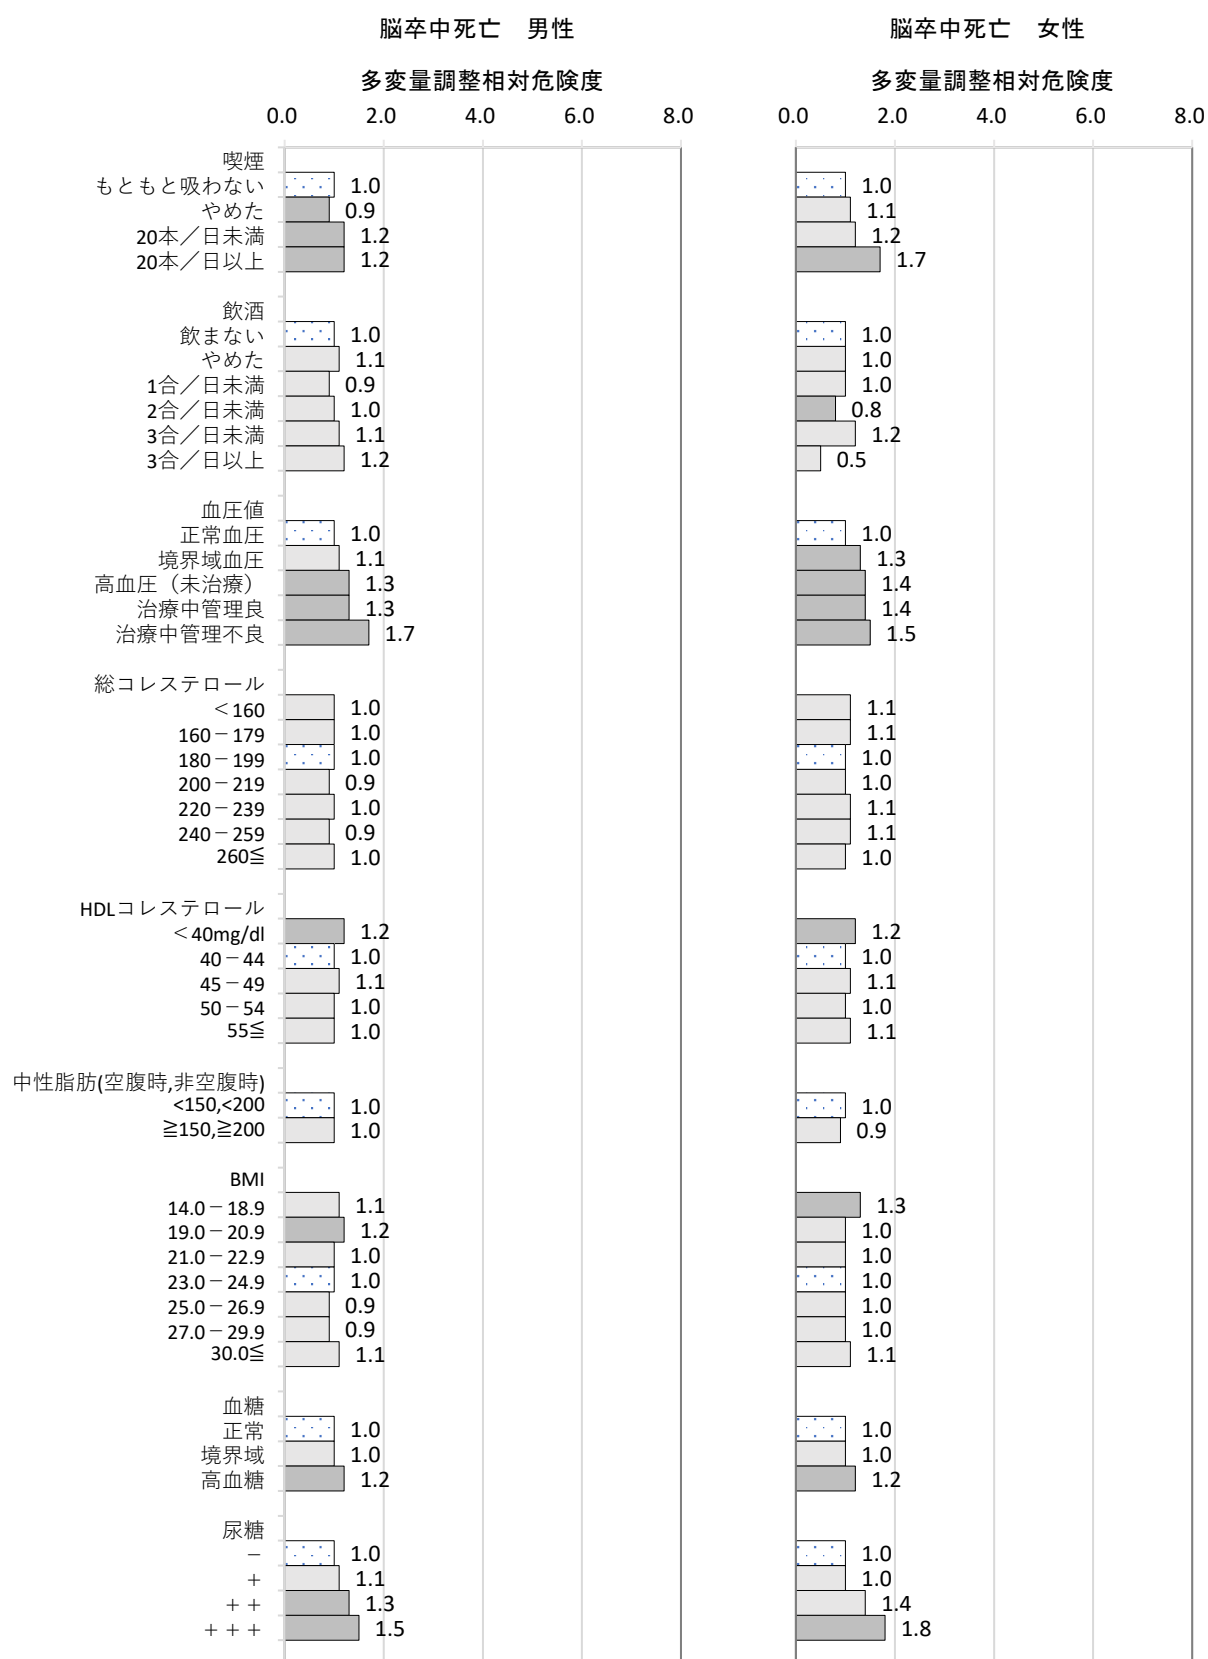 脳卒中死亡　男性　脳卒中死亡　女性
多変量調整相対危険度　多変量調整相対危険度
0.0 2.0 4.0 6.0 8.0 0.0 2.0 4.0 6.0 8.0
喫煙
もともと吸わない 1.0 1.0
やめた 0.9 1.1
20本／日未満 1.2 1.2
20本／日以上 1.2 1.7
飲酒
飲まない 1.0 1.0
やめた 1.1 1.0
1合／日未満 0.9 1.0
2合／日未満 1.0 0.8
3合／日未満 1.1 1.2
3合／日以上 1.2 0.5
血圧値
正常血圧 1.0 1.0
境界域血圧 1.1 1.3
高血圧（未治療） 1.3 1.4
治療中管理良 1.3 1.4
治療中管理不良 1.7 1.5
総コレステロール
＜160 1.0 1.1
160－179 1.0 1.1
180－199 1.0 1.0
200－219 0.9 1.0
220－239 1.0 1.1
240－259 0.9 1.1
260≦ 1.0 1.0
HDLコレステロール
＜40mg/dl 1.2 1.2
40－44 1.0 1.0
45－49 1.1 1.1
50－54 1.0 1.0
55≦ 1.0 1.1
中性脂肪(空腹時,非空腹時)
<150,<200 1.0 1.0
≧150,≧200 1.0 0.9
BMI
14.0－18.9 1.1 1.3
19.0－20.9 1.2 1.0
21.0－22.9 1.0 1.0
23.0－24.9 1.0 1.0
25.0－26.9 0.9 1.0
27.0－29.9 0.9 1.0
30.0≦ 1.1 1.1
血糖
正常 1.0 1.0
境界域 1.0 1.0
高血糖 1.2 1.2
尿糖
－ 1.0 1.0
＋ 1.1 1.0
＋＋ 1.3 1.4
＋＋＋ 1.5 1.8